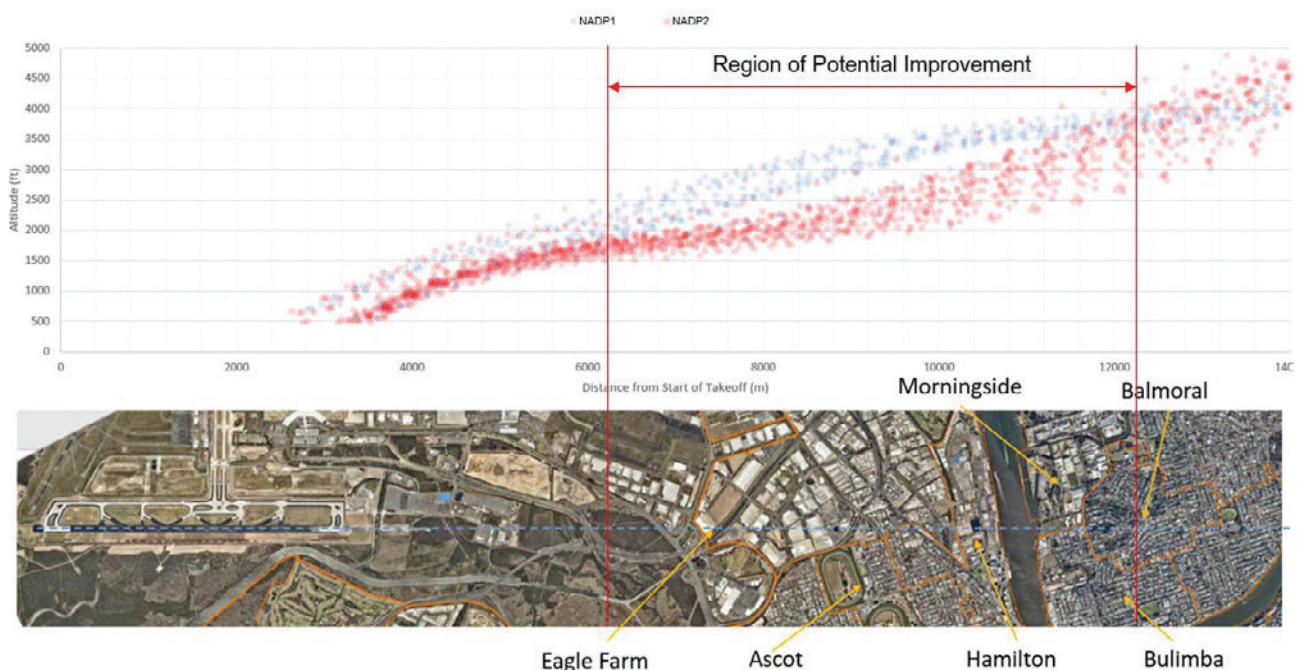 NADP1 NADP2
5000
Region of Potential Improvement
4500
4000
3500
3000
Altitude (ft)
2500
2000
1500
1000
500
0
0 2000 4000 6000 8000 10000 12000 14C
Distance from Start of Takeoff (m)
Morningside Balmoral
Eagle Farm Ascot Hamilton Bulimba